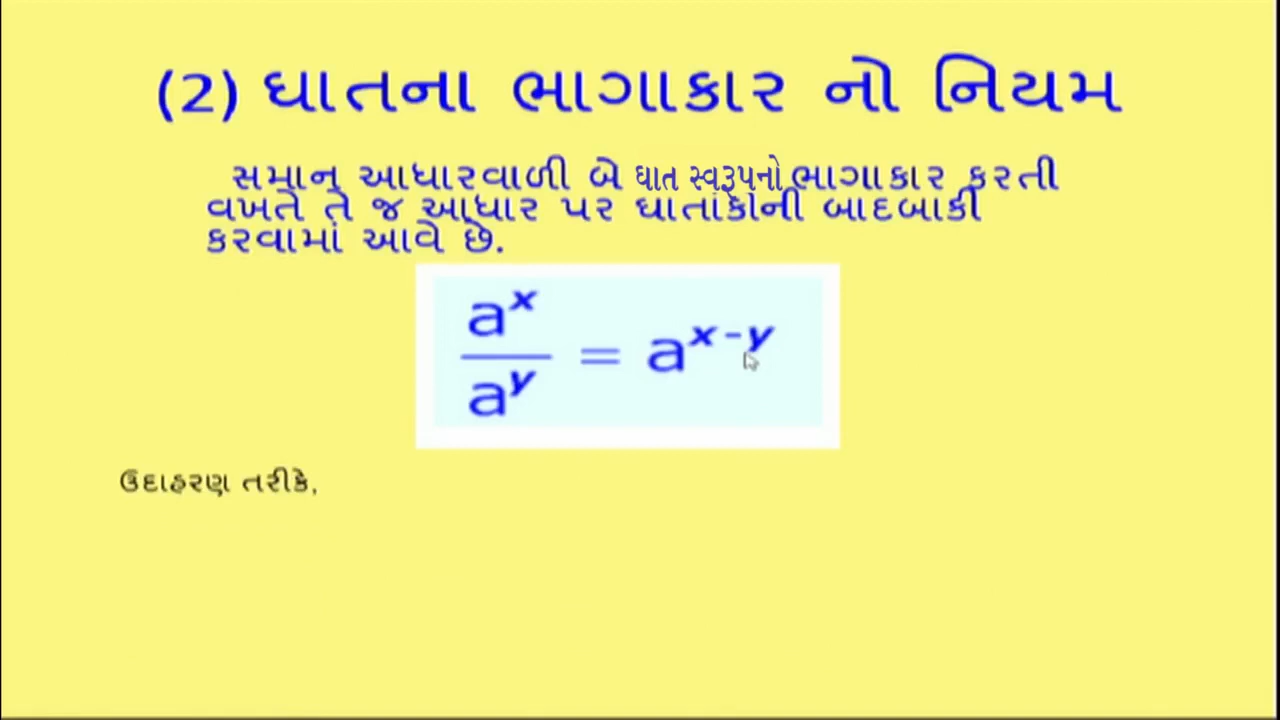 (2) ઘાતના ભાગાકાર નો નિયમ
સમાન આધારવાળી બે ઘાત સ્વરૂપનો ભાગાકાર કરતી
વખતે તે જ આધાર પર ઘાતાંકોની બાદબાકી
કરવામાં આવે છે.
a^x / a^y = a^(x-y)
ઉદાહરણ તરીકે,